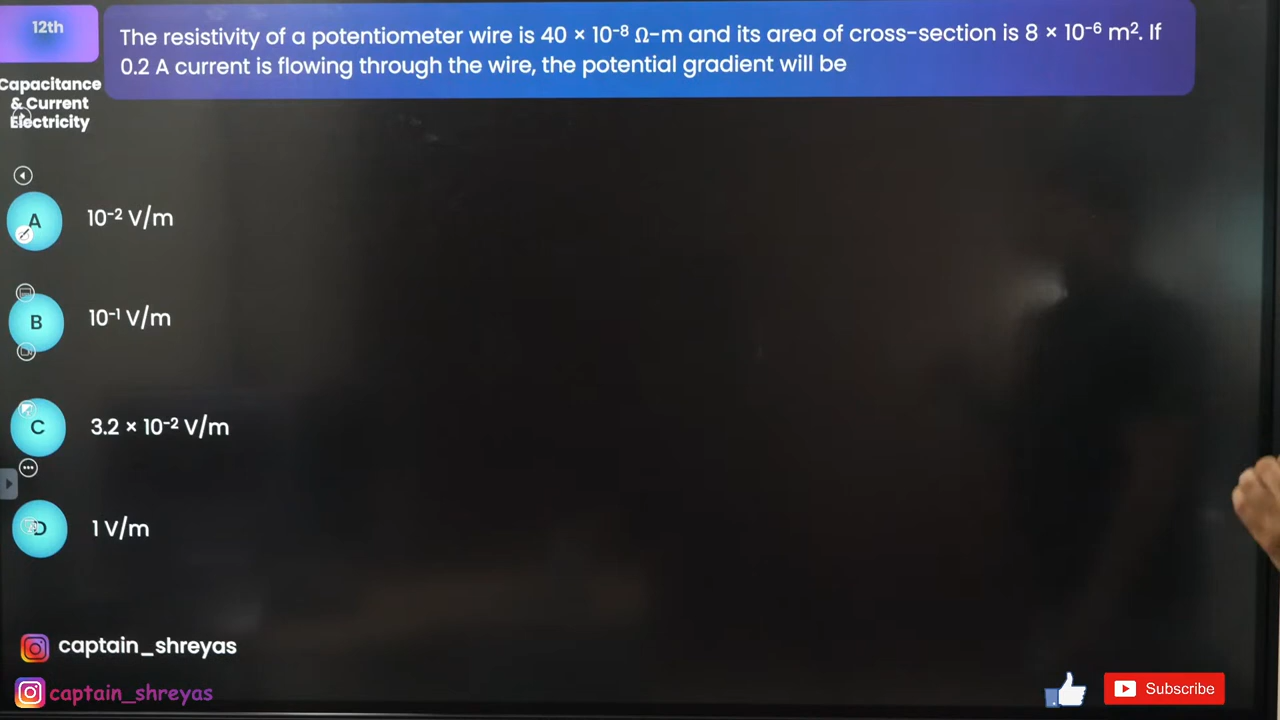 12th
The resistivity of a potentiometer wire is 40 × 10⁻⁸ Ω-m and its area of cross-section is 8 × 10⁻⁶ m². If
0.2 A current is flowing through the wire, the potential gradient will be
Capacitance
& Current
Electricity
A 10⁻² V/m
B 10⁻¹ V/m
C 3.2 × 10⁻² V/m
D 1 V/m
captain_shreyas
captain_shreyas
Subscribe